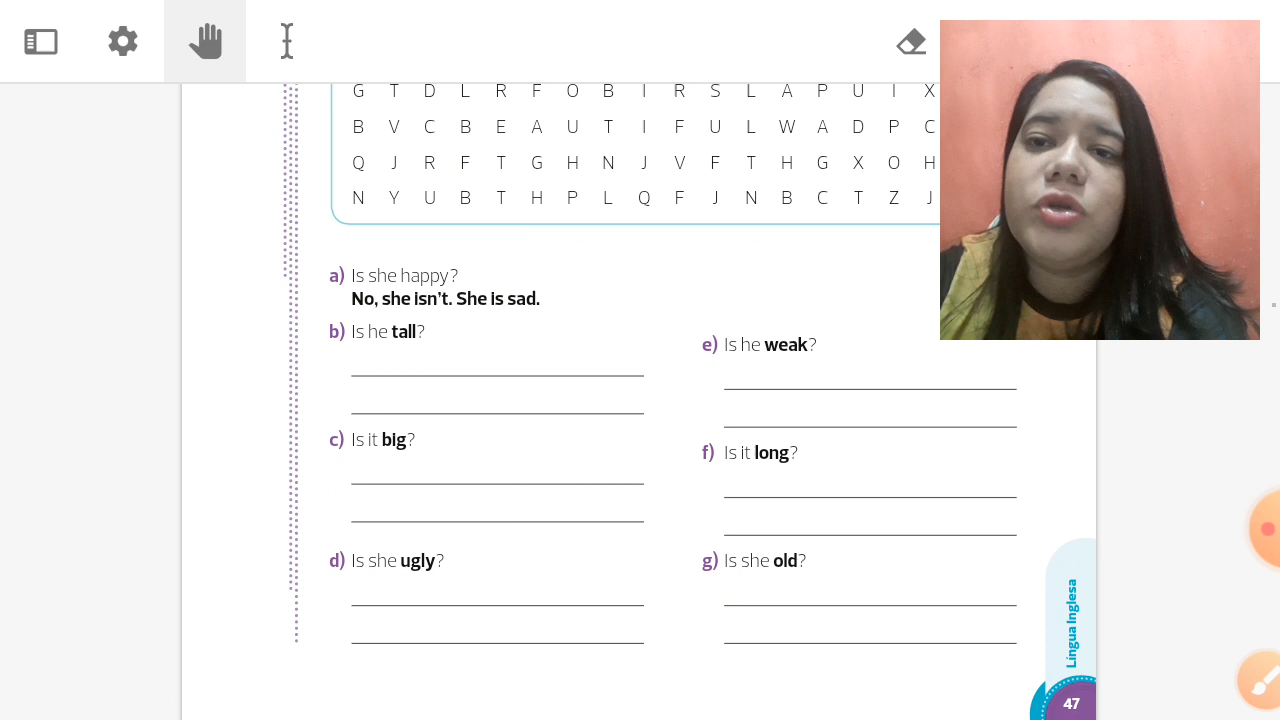 G T D L R F O B I R S L A P U I X
B V C B E A U T I F U L W A D P C
Q J R F T G H N J V F T H G X O H
N Y U B T H P L Q F J N B C T Z J
a) Is she happy?
No, she isn't. She is sad.
b) Is he tall?
c) Is it big?
d) Is she ugly?
e) Is he weak?
f) Is it long?
g) Is she old?
Língua Inglesa
47